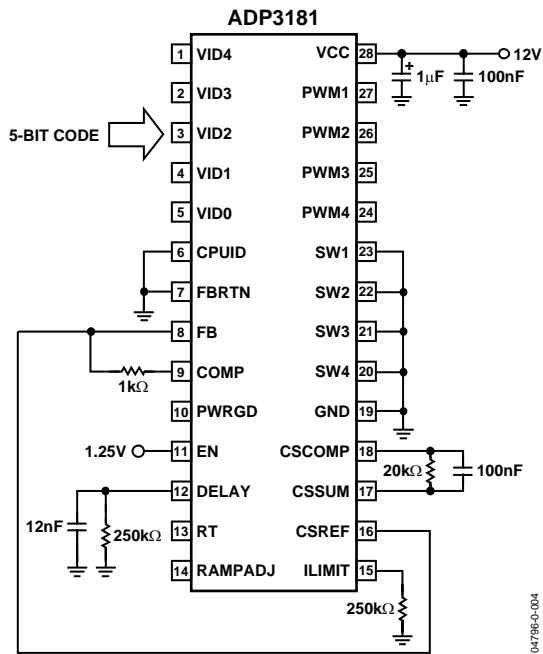 ADP3181
1 VID4
2 VID3
3 VID2
4 VID1
5 VID0
6 CPUID
7 FBRTN
8 FB
9 COMP
10 PWRGD
11 EN
12 DELAY
13 RT
14 RAMPADJ
VCC 28
PWM1 27
PWM2 26
PWM3 25
PWM4 24
SW1 23
SW2 22
SW3 21
SW4 20
GND 19
CSCOMP 18
CSSUM 17
CSREF 16
ILIMIT 15
5-BIT CODE
1kΩ
1.25V
12nF
250kΩ
+
1μF
100nF
12V
20kΩ
100nF
250kΩ
04796-0-004